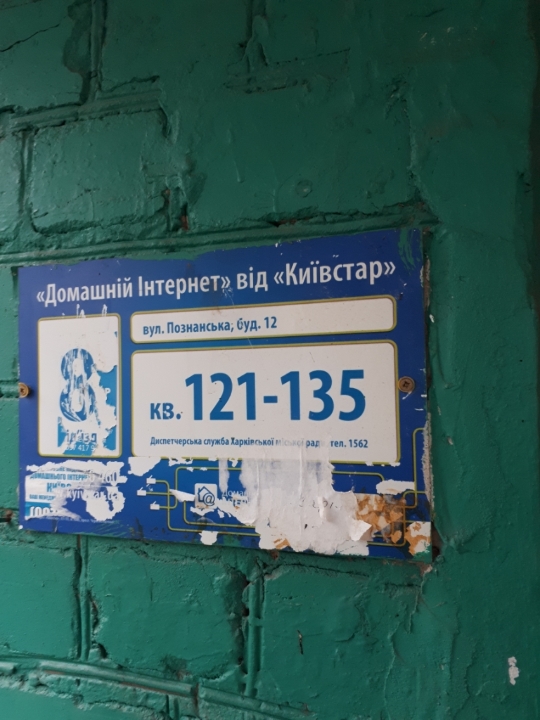 «Домашній Інтернет» від «Київстар»
вул. Познанська, буд. 12
8
кв. 121-135
Диспетчерська служба Харківської міської ради, тел. 1562